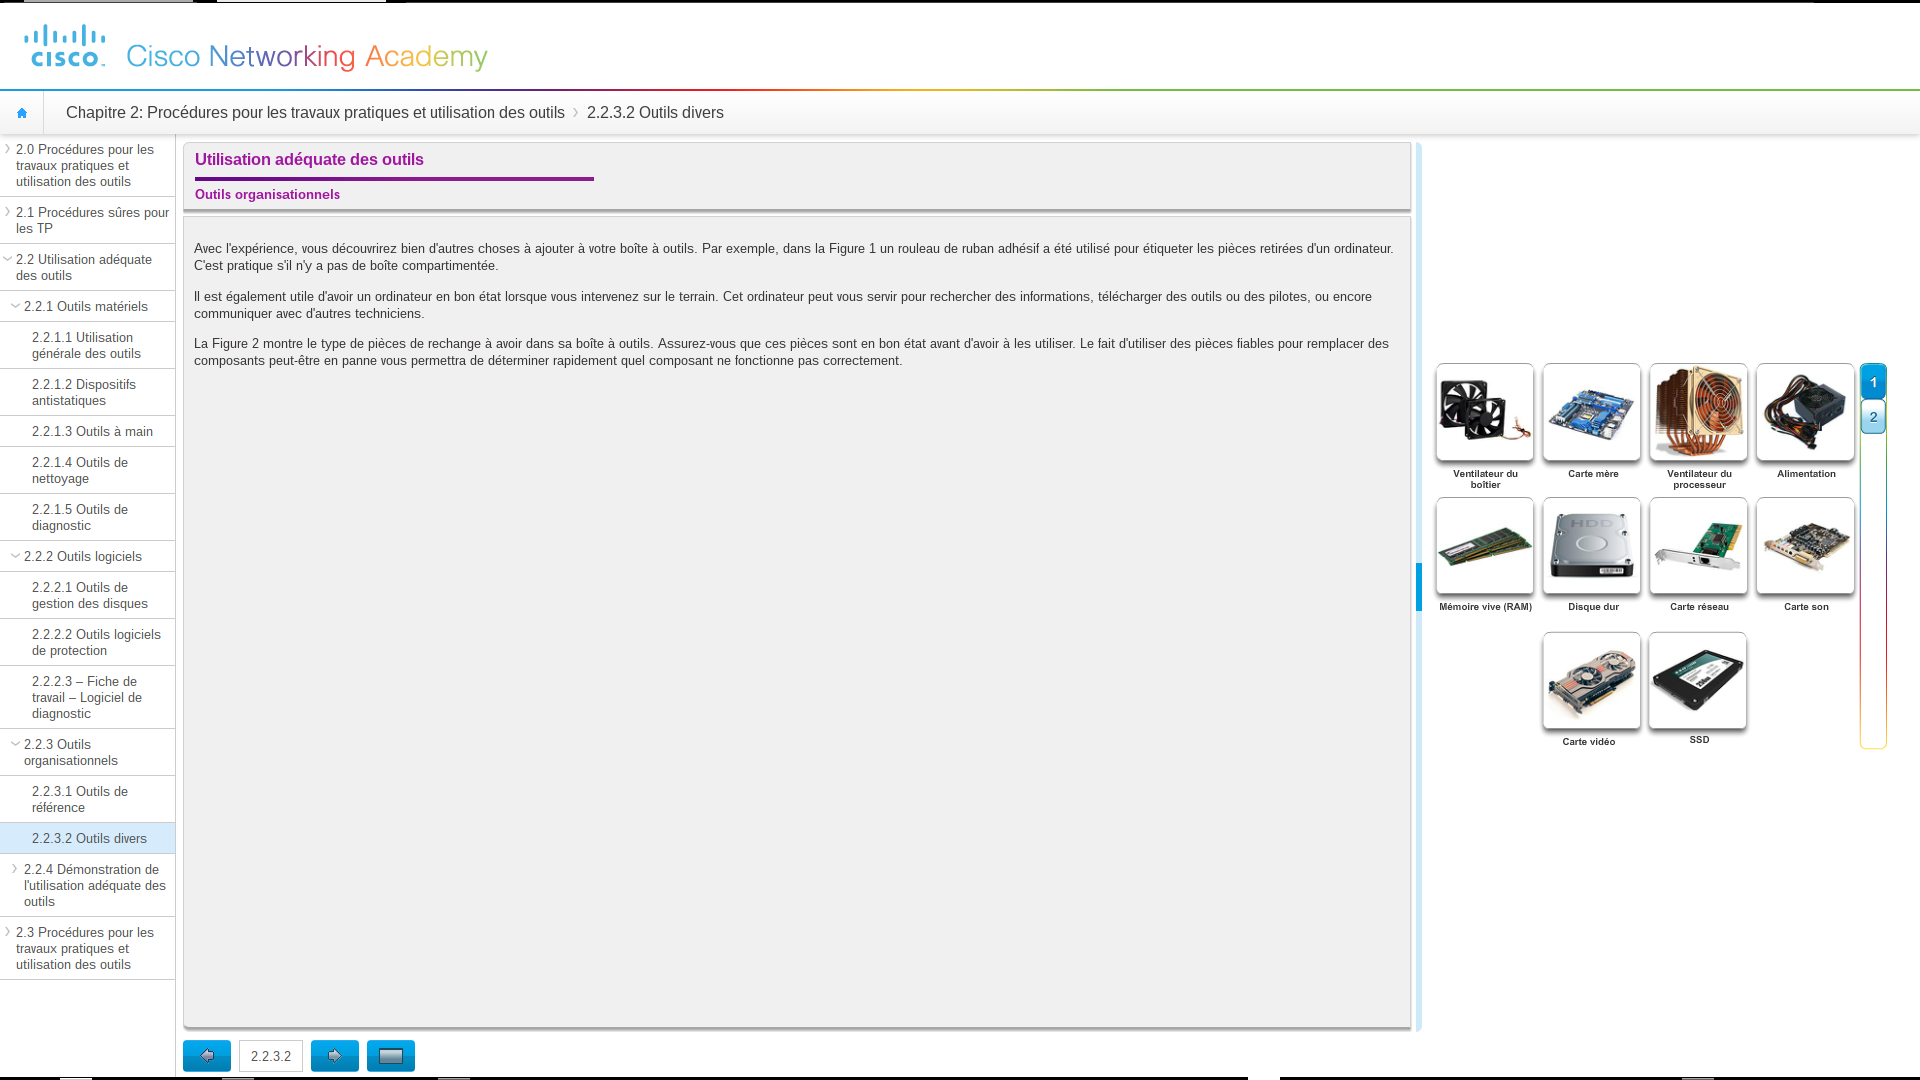 cisco
Cisco Networking Academy
Chapitre 2: Procédures pour les travaux pratiques et utilisation des outils
2.2.3.2 Outils divers
2.0 Procédures pour les
travaux pratiques et
utilisation des outils
2.1 Procédures sûres pour
les TP
2.2 Utilisation adéquate
des outils
2.2.1 Outils matériels
2.2.1.1 Utilisation
générale des outils
2.2.1.2 Dispositifs
antistatiques
2.2.1.3 Outils à main
2.2.1.4 Outils de
nettoyage
2.2.1.5 Outils de
diagnostic
2.2.2 Outils logiciels
2.2.2.1 Outils de
gestion des disques
2.2.2.2 Outils logiciels
de protection
2.2.2.3 – Fiche de
travail – Logiciel de
diagnostic
2.2.3 Outils
organisationnels
2.2.3.1 Outils de
référence
2.2.3.2 Outils divers
2.2.4 Démonstration de
l'utilisation adéquate des
outils
2.3 Procédures pour les
travaux pratiques et
utilisation des outils
Utilisation adéquate des outils
Outils organisationnels
Avec l'expérience, vous découvrirez bien d'autres choses à ajouter à votre boîte à outils. Par exemple, dans la Figure 1 un rouleau de ruban adhésif a été utilisé pour étiqueter les pièces retirées d'un ordinateur.
C'est pratique s'il n'y a pas de boîte compartimentée.
Il est également utile d'avoir un ordinateur en bon état lorsque vous intervenez sur le terrain. Cet ordinateur peut vous servir pour rechercher des informations, télécharger des outils ou des pilotes, ou encore
communiquer avec d'autres techniciens.
La Figure 2 montre le type de pièces de rechange à avoir dans sa boîte à outils. Assurez-vous que ces pièces sont en bon état avant d'avoir à les utiliser. Le fait d'utiliser des pièces fiables pour remplacer des
composants peut-être en panne vous permettra de déterminer rapidement quel composant ne fonctionne pas correctement.
2.2.3.2
1
2
Ventilateur du
boîtier
Carte mère
Ventilateur du
processeur
Alimentation
HDD
Mémoire vive (RAM)
Disque dur
Carte réseau
Carte son
Carte vidéo
SSD